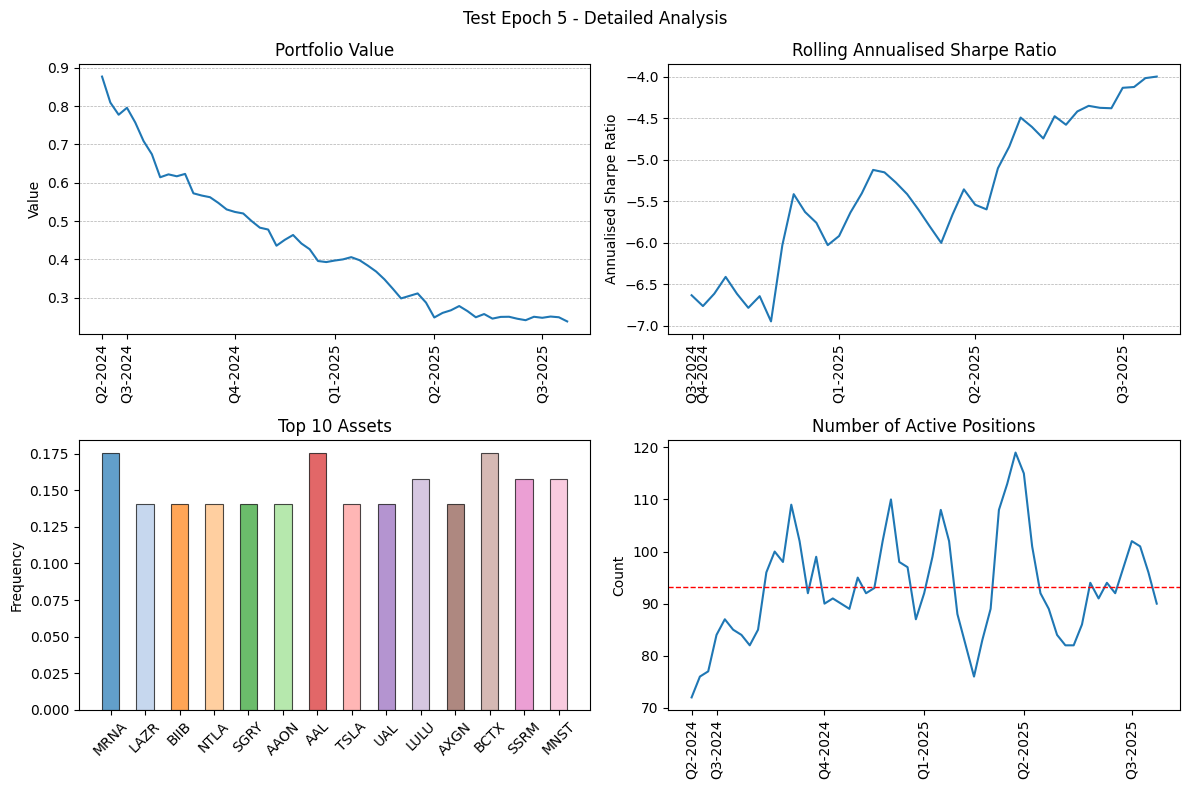 Test Epoch 5 - Detailed Analysis
Portfolio Value
Value
0.9
0.8
0.7
0.6
0.5
0.4
0.3
Q2-2024
Q3-2024
Q4-2024
Q1-2025
Q2-2025
Q3-2025
Rolling Annualised Sharpe Ratio
Annualised Sharpe Ratio
−4.0
−4.5
−5.0
−5.5
−6.0
−6.5
−7.0
Q3-2024
Q4-2024
Q1-2025
Q2-2025
Q3-2025
Top 10 Assets
Frequency
0.175
0.150
0.125
0.100
0.075
0.050
0.025
0.000
MRNA
LAZR
BIIB
NTLA
SGRY
AAON
AAL
TSLA
UAL
LULU
AXGN
BCTX
SSRM
MNST
Number of Active Positions
Count
120
110
100
90
80
70
Q2-2024
Q3-2024
Q4-2024
Q1-2025
Q2-2025
Q3-2025